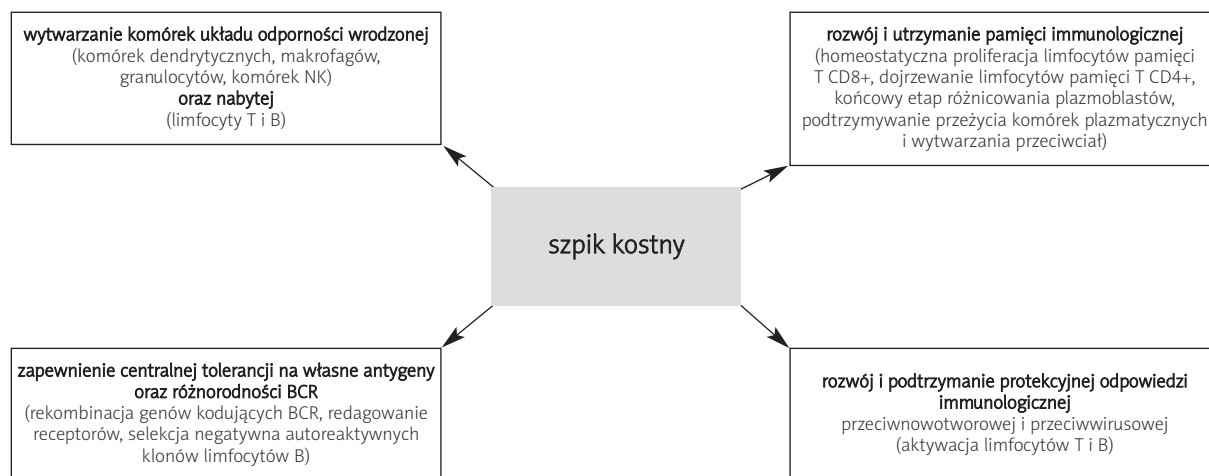 wytwarzanie komórek układu odporności wrodzonej
(komórek dendrytycznych, makrofagów,
granulocytów, komórek NK)
oraz nabytej
(limfocyty T i B)
rozwój i utrzymanie pamięci immunologicznej
(homeostatyczna proliferacja limfocytów pamięci
T CD8+, dojrzewanie limfocytów pamięci T CD4+,
końcowy etap różnicowania plazmoblastów,
podtrzymywanie przeżycia komórek plazmatycznych
i wytwarzania przeciwciał)
szpik kostny
zapewnienie centralnej tolerancji na własne antygeny
oraz różnorodności BCR
(rekombinacja genów kodujących BCR, redagowanie
receptorów, selekcja negatywna autoreaktywnych
klonów limfocytów B)
rozwój i podtrzymanie protekcyjnej odpowiedzi
immunologicznej
przeciwnowotworowej i przeciwwirusowej
(aktywacja limfocytów T i B)